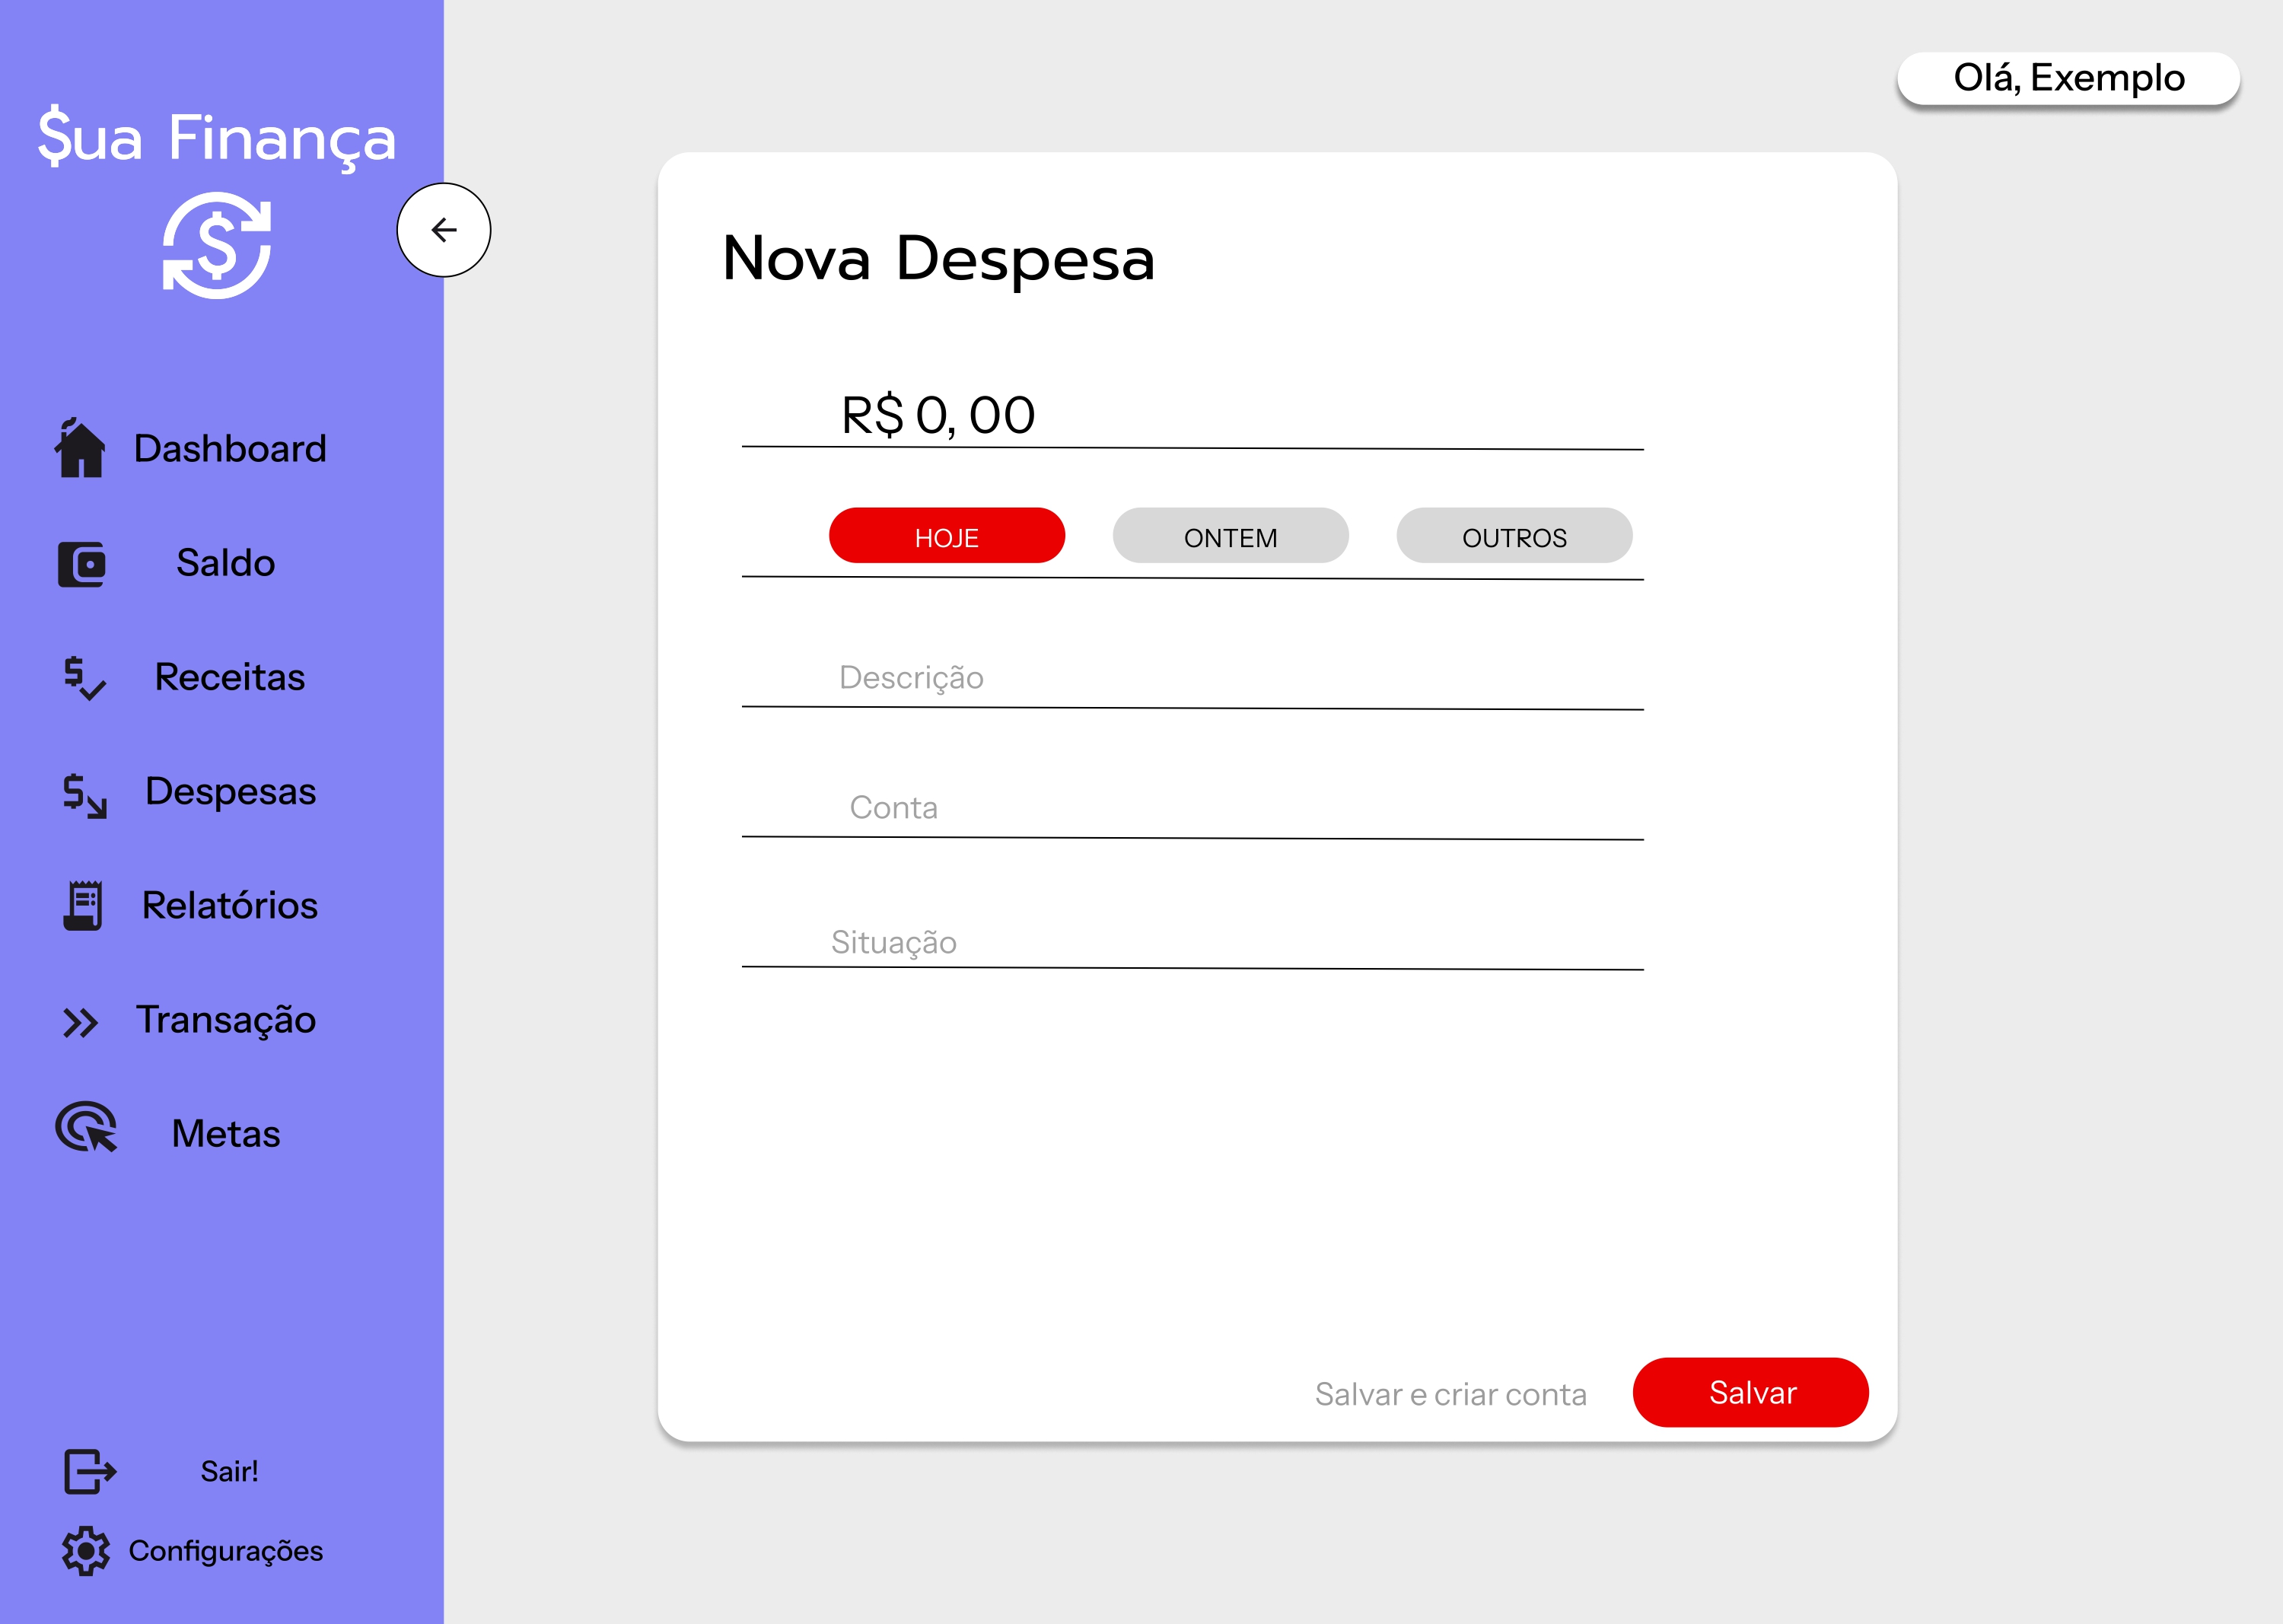 $ua Finança
Olá, Exemplo
Dashboard
Saldo
Receitas
Despesas
Relatórios
Transação
Metas
Sair!
Configurações
Nova Despesa
R$ 0, 00
HOJE
ONTEM
OUTROS
Descrição
Conta
Situação
Salvar e criar conta
Salvar